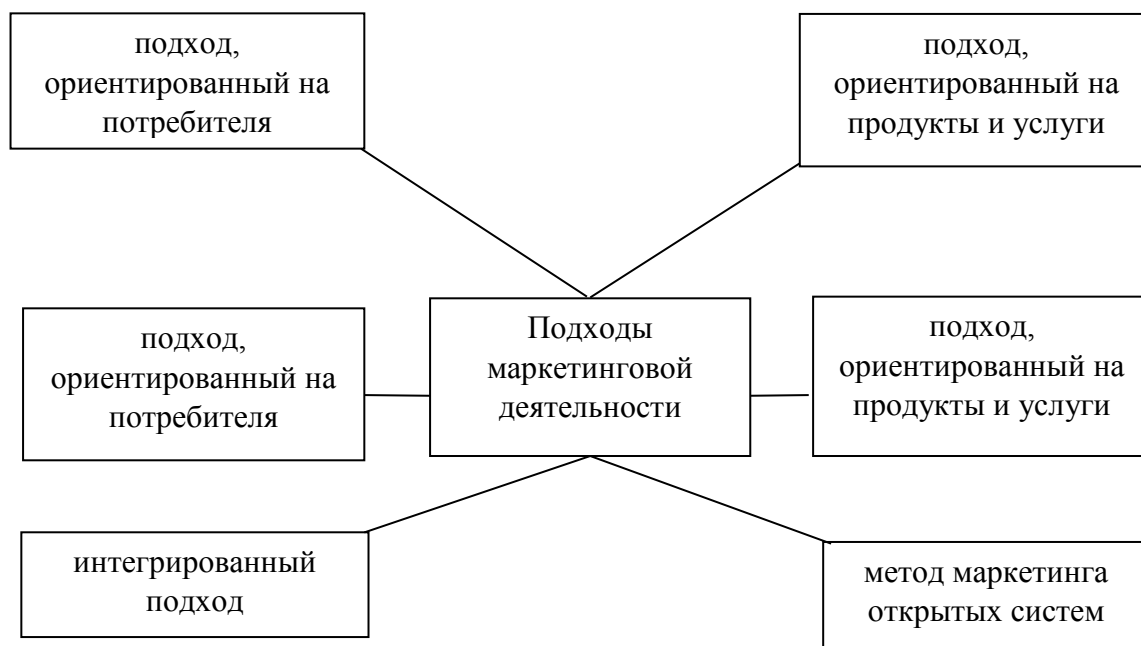 подход,
ориентированный на
потребителя
подход,
ориентированный на
продукты и услуги
подход,
ориентированный на
потребителя
Подходы
маркетинговой
деятельности
подход,
ориентированный на
продукты и услуги
интегрированный
подход
метод маркетинга
открытых систем